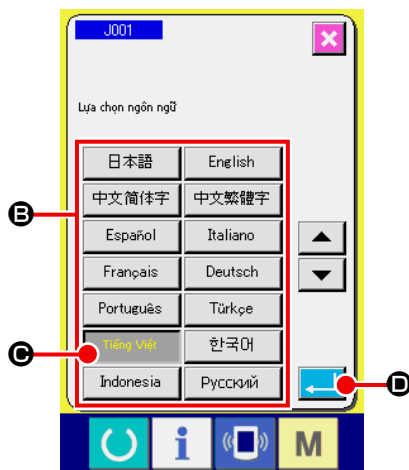 J001
Lựa chọn ngôn ngữ
日本語 English
中文简体字 中文繁體字
Español Italiano
Français Deutsch
Português Türkçe
Tiếng Việt 한국어
Indonesia Русский
B
C
D
i
M